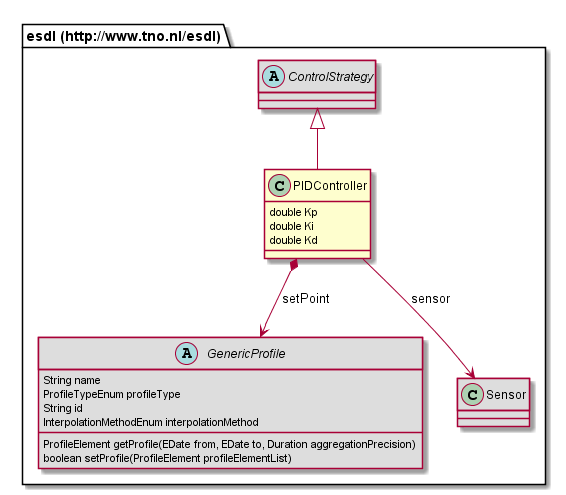 esdl (http://www.tno.nl/esdl)
A ControlStrategy
C PIDController
double Kp
double Ki
double Kd
setPoint
sensor
A GenericProfile
String name
ProfileTypeEnum profileType
String id
InterpolationMethodEnum interpolationMethod
ProfileElement getProfile(EDate from, EDate to, Duration aggregationPrecision)
boolean setProfile(ProfileElement profileElementList)
C Sensor